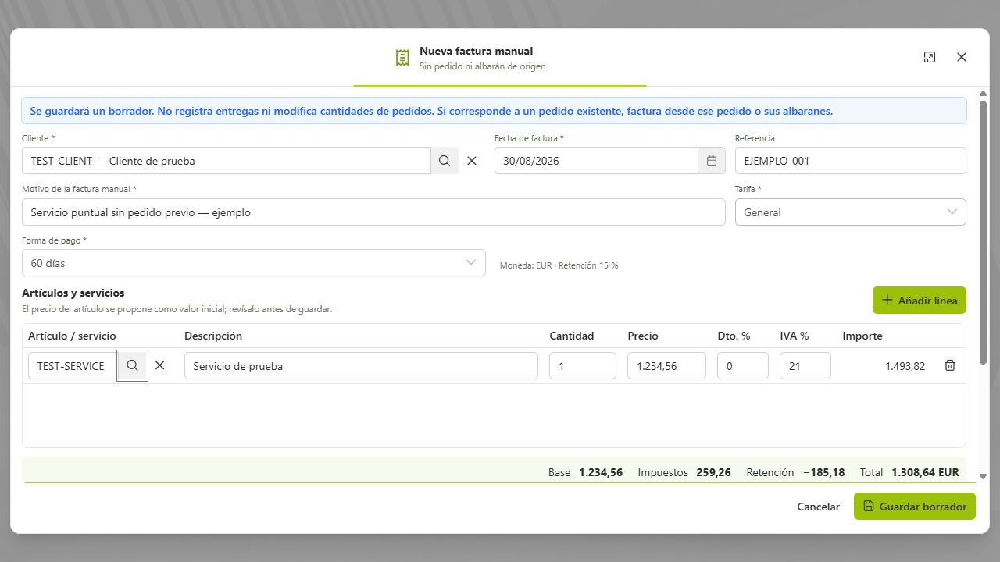 Nueva factura manual
Sin pedido ni albarán de origen
Se guardará un borrador. No registra entregas ni modifica cantidades de pedidos. Si corresponde a un pedido existente, factura desde ese pedido o sus albaranes.
Cliente * Fecha de factura * Referencia
TEST-CLIENT — Cliente de prueba 30/08/2026 EJEMPLO-001
Motivo de la factura manual * Tarifa *
Servicio puntual sin pedido previo — ejemplo General
Forma de pago *
60 días Moneda: EUR · Retención 15 %
Artículos y servicios
El precio del artículo se propone como valor inicial; revísalo antes de guardar.
Añadir línea
Artículo / servicio Descripción Cantidad Precio Dto. % IVA % Importe
TEST-SERVICE Servicio de prueba 1 1.234,56 0 21 1.493,82
Base 1.234,56 Impuestos 259,26 Retención −185,18 Total 1.308,64 EUR
Cancelar Guardar borrador